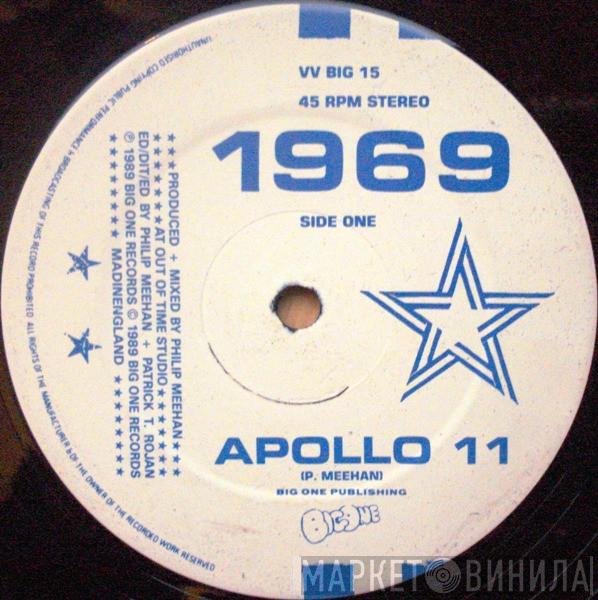 VV BIG 15
45 RPM STEREO
1969
SIDE ONE
APOLLO 11
(P. MEEHAN)
BIG ONE PUBLISHING
BIG ONE
★★★PRODUCED + MIXED BY PHILIP MEEHAN★★★
★★★★★★★AT OUT OF TIME STUDIO★★★★★★★
ED/DIT/ED BY PHILIP MEEHAN + PATRICK T. ROJAN
℗ 1989 BIG ONE RECORDS © 1989 BIG ONE RECORDS
★★★★★★★★ MADINENGLAND ★★★★★★★★
UNAUTHORISED COPYING PUBLIC PERFORMANCE + BROADCASTING OF THIS RECORD PROHIBITED. ALL RIGHTS OF THE MANUFACTURER & OF THE OWNER OF THE RECORDED WORK RESERVED
МАРКЕТ ВИНИЛА